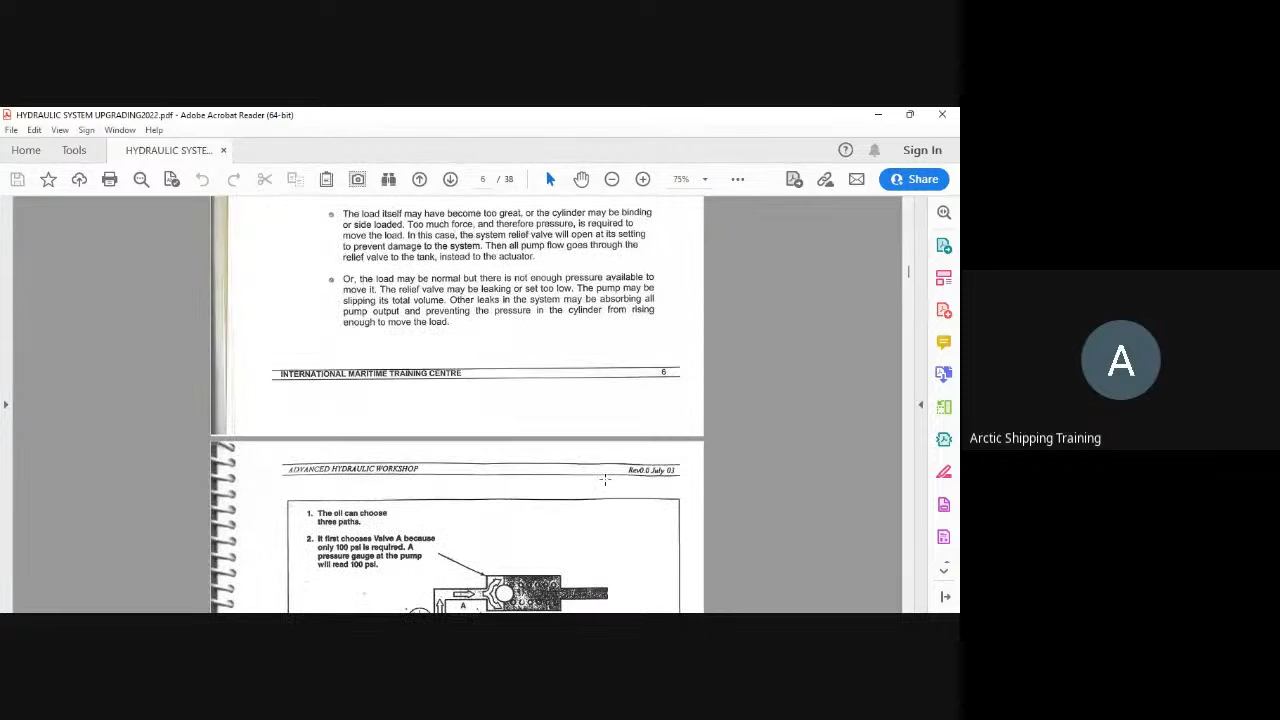 HYDRAULIC SYSTEM UPGRADING2022.pdf - Adobe Acrobat Reader (64-bit)
File Edit View Sign Window Help
Home Tools HYDRAULIC SYSTE... × Sign In
6 / 38 75% Share
The load itself may have become too great, or the cylinder may be binding
or side loaded. Too much force, and therefore pressure, is required to
move the load. In this case, the system relief valve will open at its setting
to prevent damage to the system. Then all pump flow goes through the
relief valve to the tank, instead to the actuator.
Or, the load may be normal but there is not enough pressure available to
move it. The relief valve may be leaking or set too low. The pump may be
slipping its total volume. Other leaks in the system may be absorbing all
pump output and preventing the pressure in the cylinder from rising
enough to move the load.
INTERNATIONAL MARITIME TRAINING CENTRE 6
ADVANCED HYDRAULIC WORKSHOP Rev0.0 July 03
1. The oil can choose
three paths.
2. It first chooses Valve A because
only 100 psi is required. A
pressure gauge at the pump
will read 100 psi.
A
A
Arctic Shipping Training